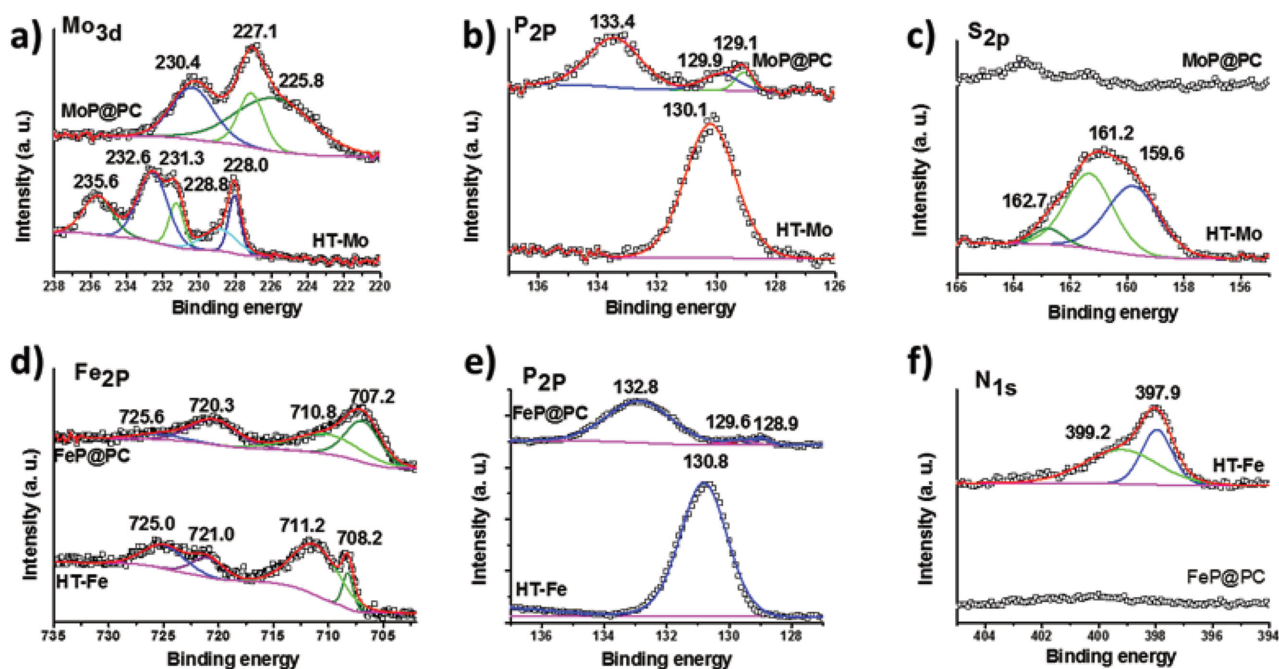 a)
Mo3d
227.1
230.4
225.8
MoP@PC
232.6
231.3
228.0
235.6
228.8
HT-Mo
238 236 234 232 230 228 226 224 222 220
Binding energy
Intensity (a. u.)
b)
P2P
133.4
129.1
129.9
MoP@PC
130.1
HT-Mo
136 134 132 130 128 126
Binding energy
Intensity (a. u.)
c)
S2p
MoP@PC
161.2
159.6
162.7
HT-Mo
166 164 162 160 158 156
Binding energy
Intensity (a. u.)
d)
Fe2P
707.2
725.6
720.3
710.8
FeP@PC
725.0
721.0
711.2
708.2
HT-Fe
735 730 725 720 715 710 705
Binding energy
Intensity (a. u.)
e)
P2P
132.8
FeP@PC
129.6
128.9
130.8
HT-Fe
136 134 132 130 128
Binding energy
Intensity (a. u.)
f)
N1s
397.9
399.2
HT-Fe
FeP@PC
404 402 400 398 396 394
Binding energy
Intensity (a. u.)